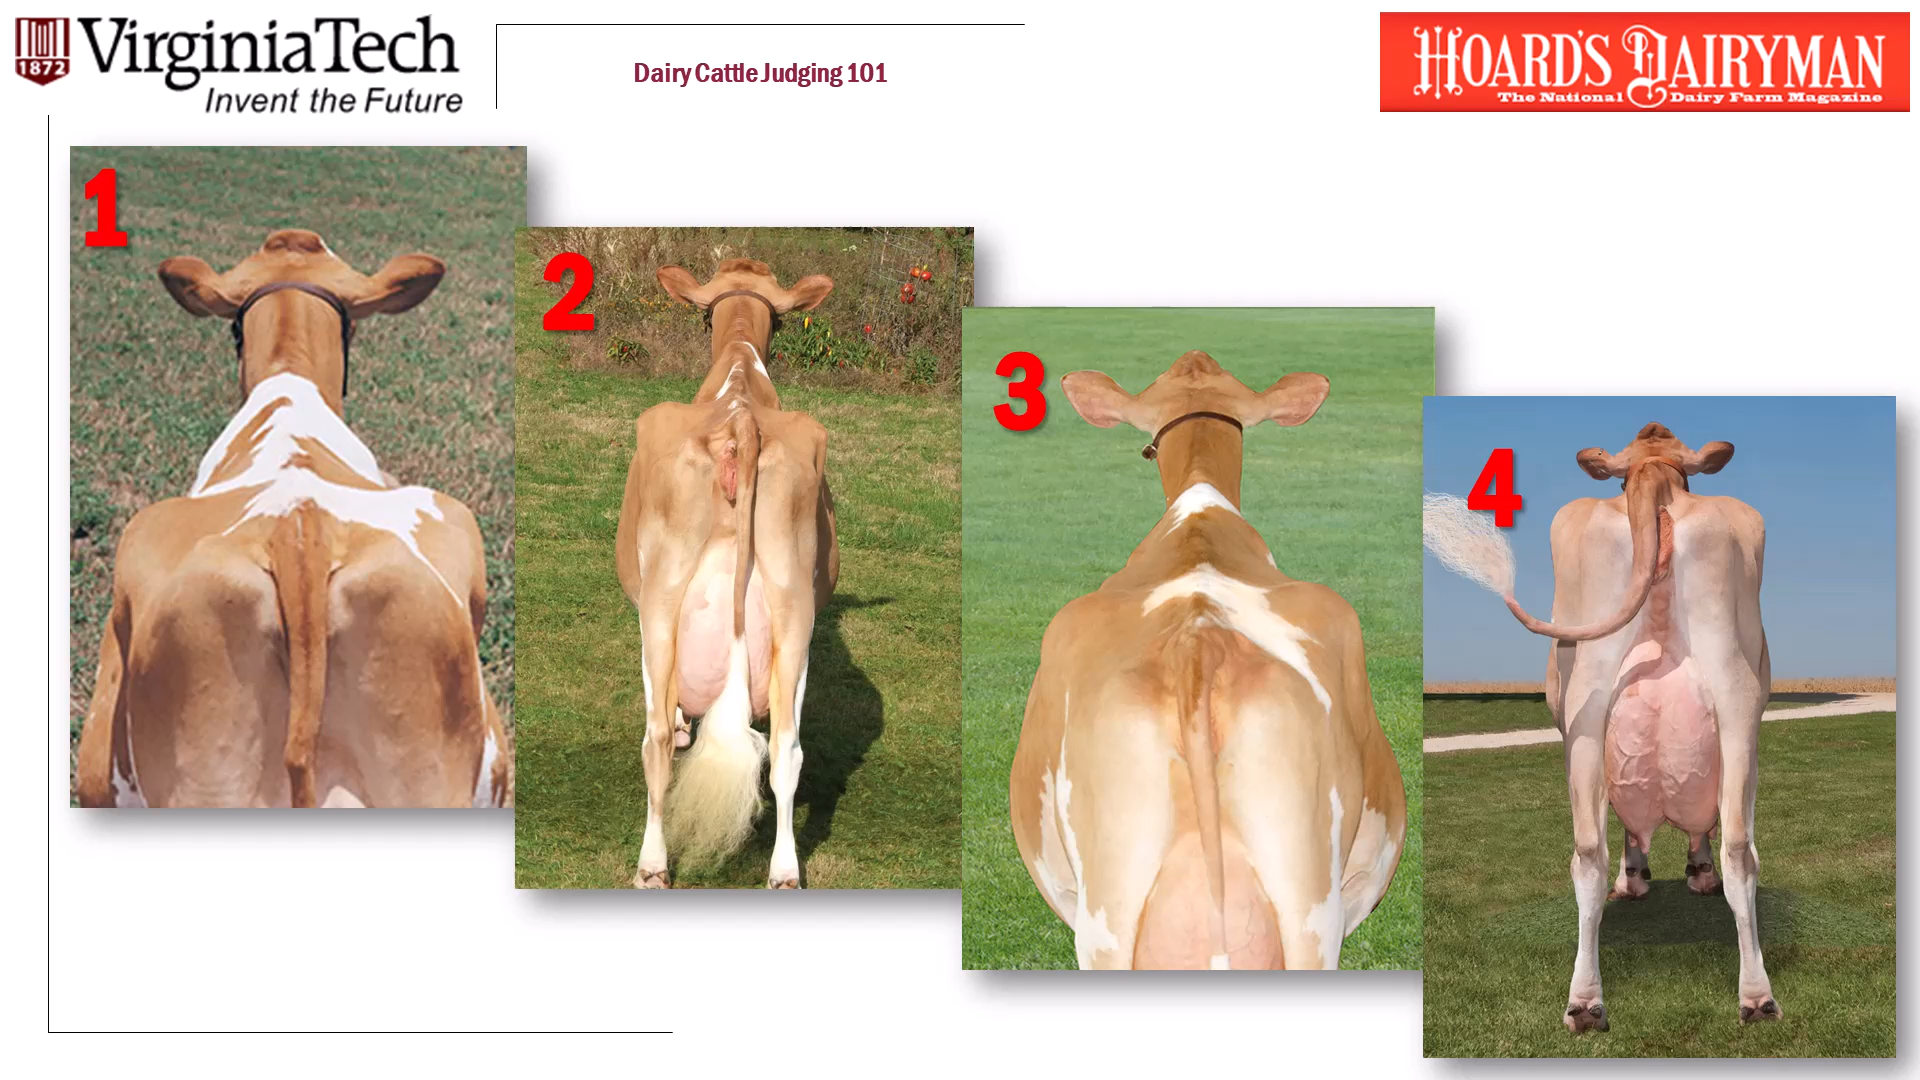 VirginiaTech
1872
Invent the Future
Dairy Cattle Judging 101
HOARD'S DAIRYMAN
The National Dairy Farm Magazine
1
2
3
4